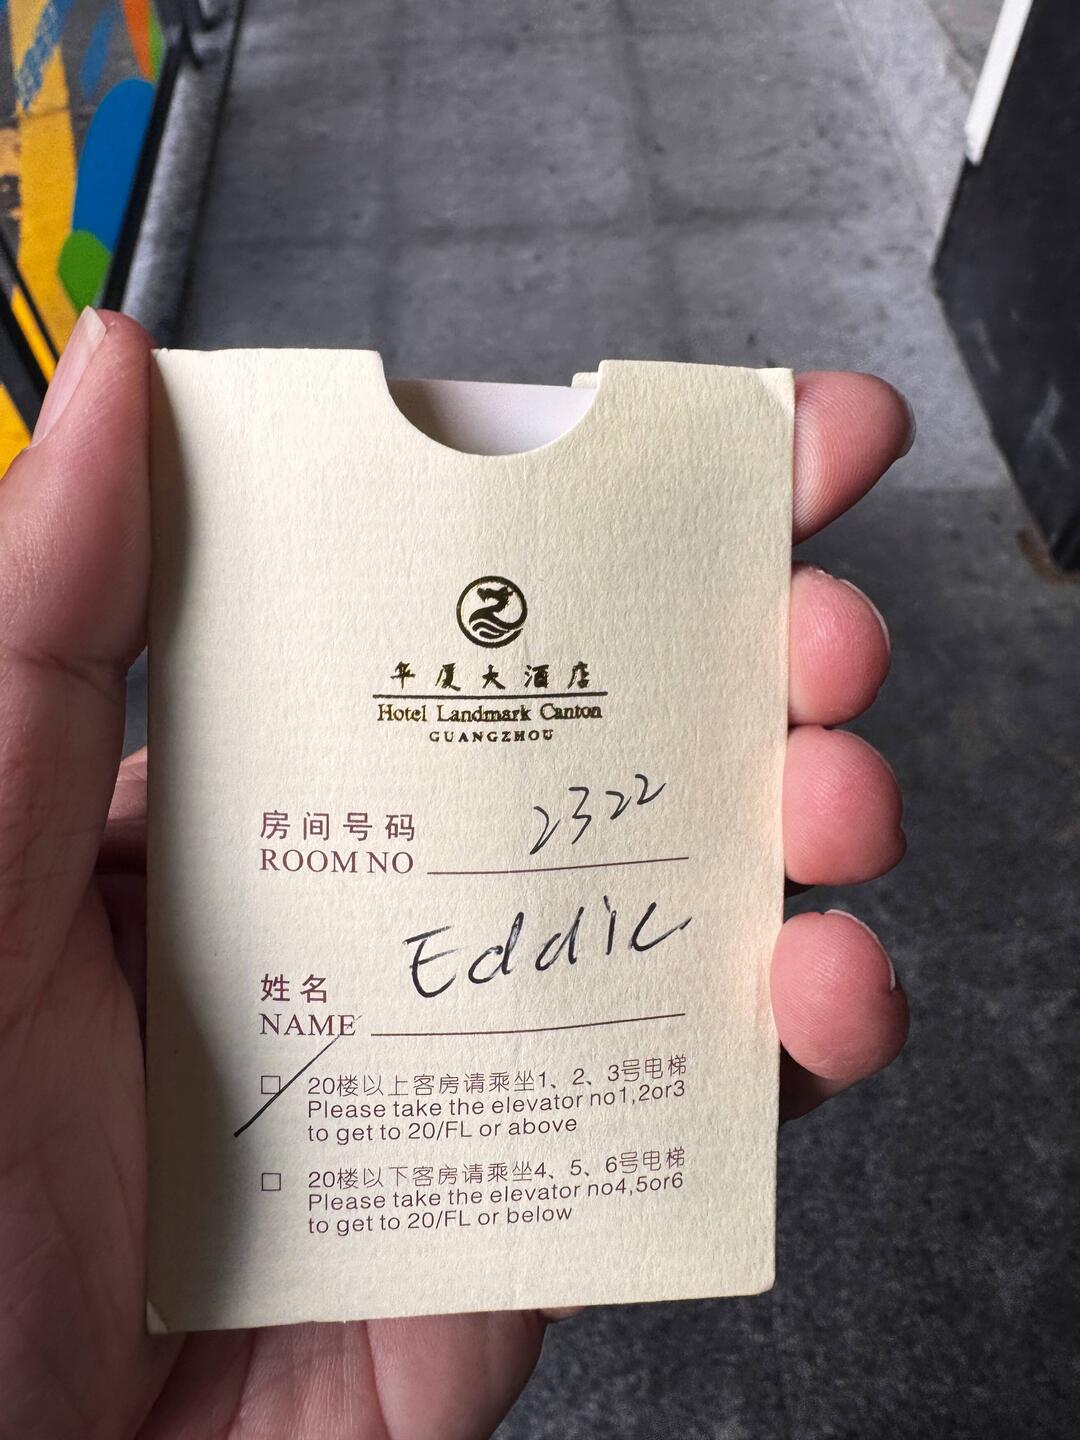 华厦大酒店
Hotel Landmark Canton
GUANGZHOU
房间号码
ROOM NO 2322
姓名
NAME Eddie
20楼以上客房请乘坐1、2、3号电梯
Please take the elevator no1,2or3
to get to 20/FL or above
20楼以下客房请乘坐4、5、6号电梯
Please take the elevator no4,5or6
to get to 20/FL or below